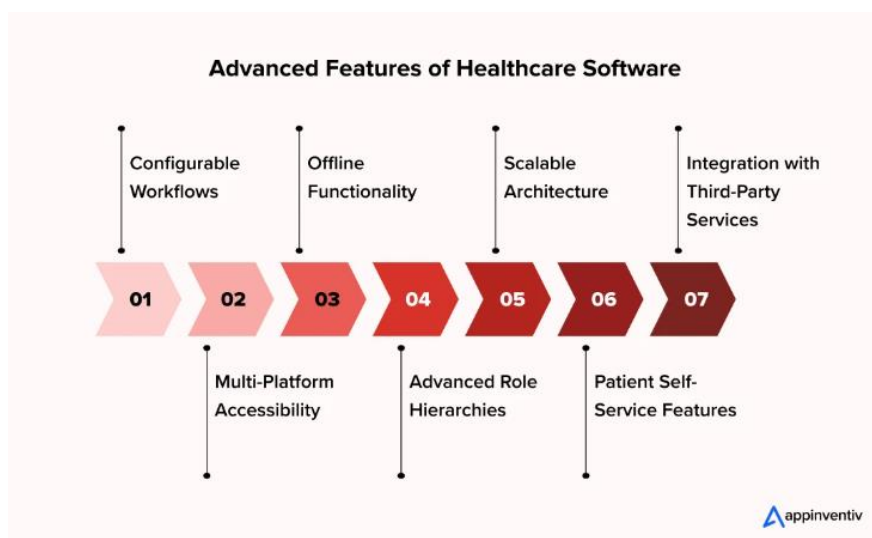 Advanced Features of Healthcare Software
Configurable
Workflows
Offline
Functionality
Scalable
Architecture
Integration with
Third-Party
Services
01
02
03
04
05
06
07
Multi-Platform
Accessibility
Advanced Role
Hierarchies
Patient Self-
Service Features
appinventiv